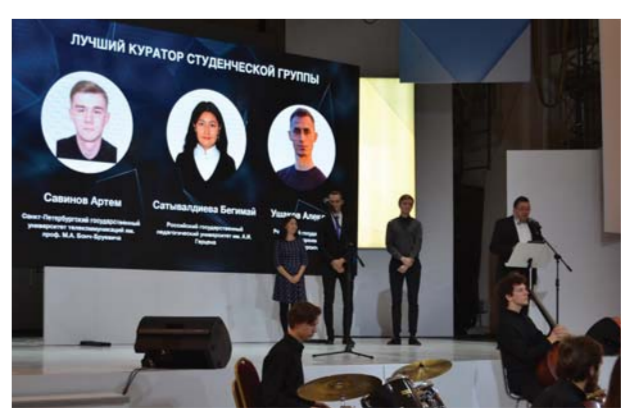 ЛУЧШИЙ КУРАТОР СТУДЕНЧЕСКОЙ ГРУППЫ
Савинов Артем
Санкт-Петербургский государственный
университет телекоммуникаций им.
проф. М.А. Бонч-Бруевича
Сатывалдиева Бегимай
Российский государственный
педагогический университет им. А.И.
Герцена
Ушаков